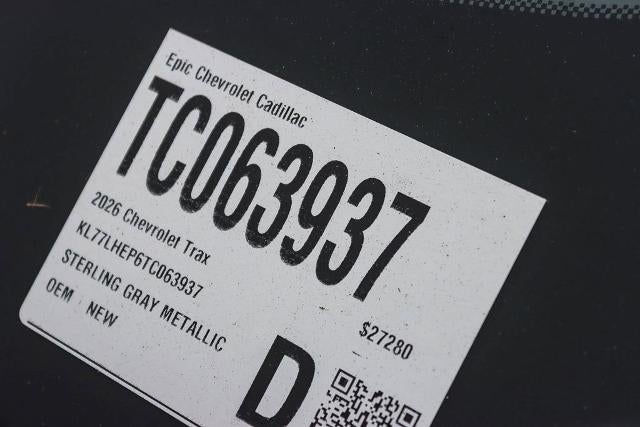 Epic Chevrolet Cadillac
TC063937
2026 Chevrolet Trax
KL77LHEP6TC063937
STERLING GRAY METALLIC
OEM NEW
$27280
D